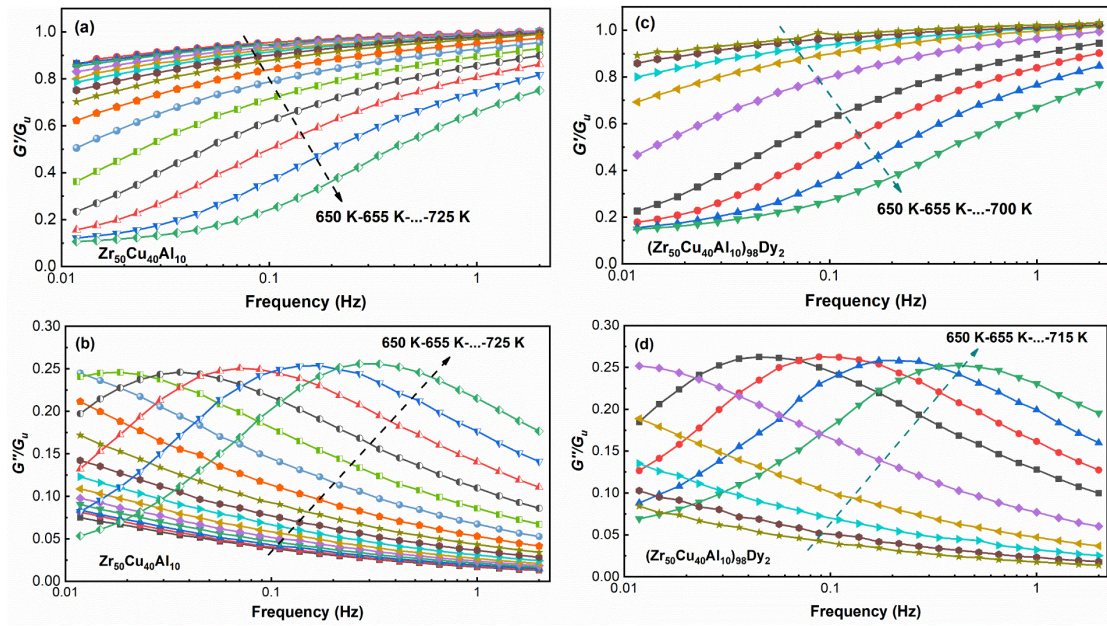 (a)
G'/Gu
1.0
0.8
0.6
0.4
0.2
0.0
0.01
0.1
1
650 K-655 K-...-725 K
Zr50Cu40Al10
Frequency (Hz)
(c)
G'/Gu
1.0
0.8
0.6
0.4
0.2
0.0
0.01
0.1
1
650 K-655 K-...-700 K
(Zr50Cu40Al10)98Dy2
Frequency (Hz)
(b)
G''/Gu
0.30
0.25
0.20
0.15
0.10
0.05
0.00
0.01
0.1
1
650 K-655 K-...-725 K
Zr50Cu40Al10
Frequency (Hz)
(d)
G''/Gu
0.30
0.25
0.20
0.15
0.10
0.05
0.00
0.01
0.1
1
650 K-655 K-...-715 K
(Zr50Cu40Al10)98Dy2
Frequency (Hz)